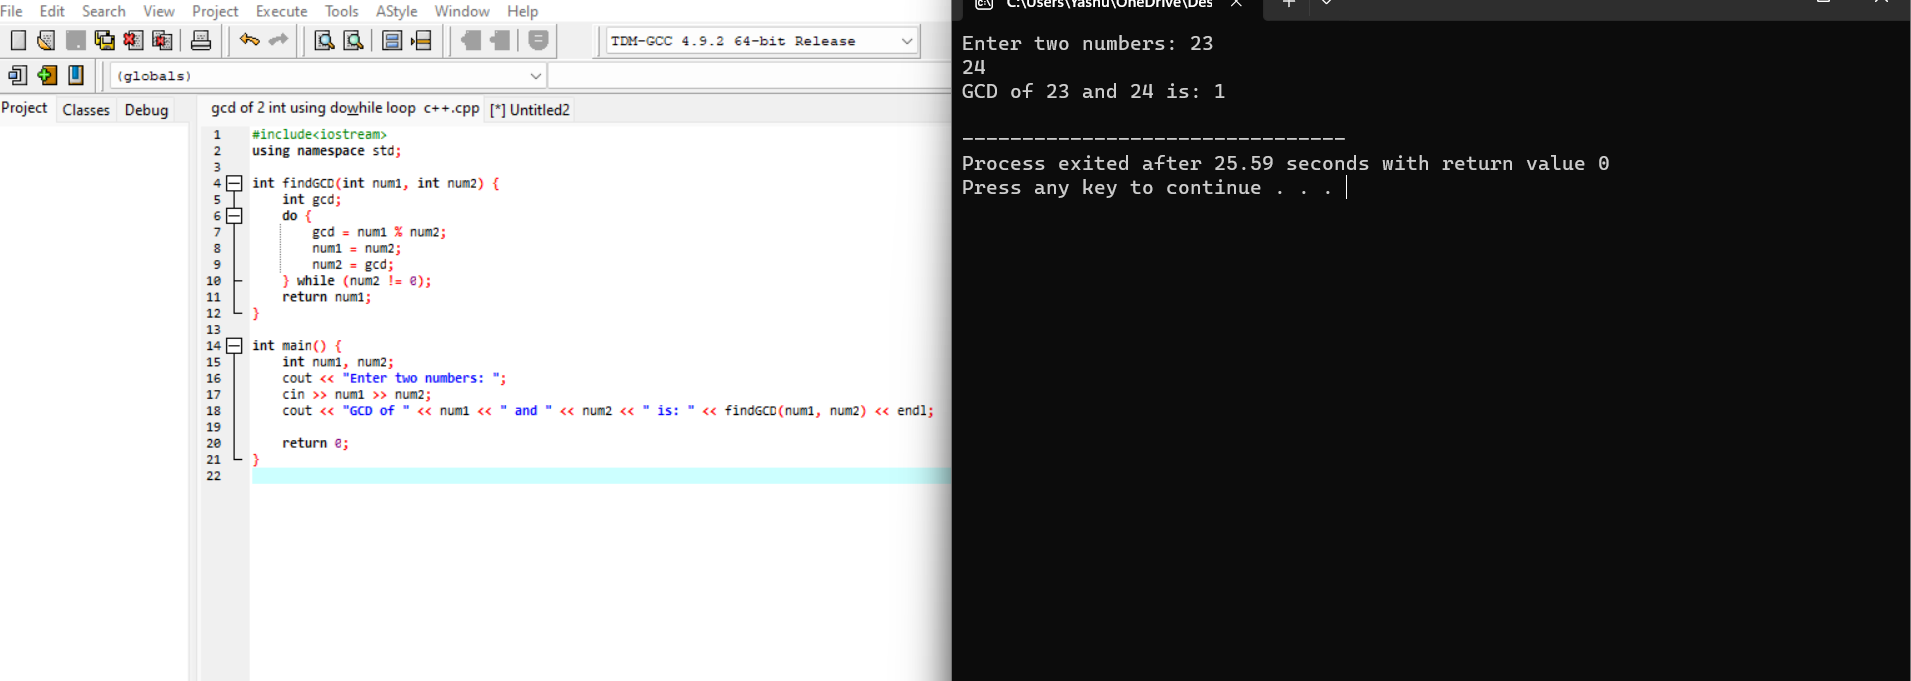 File Edit Search View Project Execute Tools AStyle Window Help
TDM-GCC 4.9.2 64-bit Release
(globals)
Project Classes Debug
gcd of 2 int using dowhile loop c++.cpp [*] Untitled2
1 #include<iostream>
2 using namespace std;
3
4 int findGCD(int num1, int num2) {
5 int gcd;
6 do {
7 gcd = num1 % num2;
8 num1 = num2;
9 num2 = gcd;
10 } while (num2 != 0);
11 return num1;
12 }
13
14 int main() {
15 int num1, num2;
16 cout << "Enter two numbers: ";
17 cin >> num1 >> num2;
18 cout << "GCD of " << num1 << " and " << num2 << " is: " << findGCD(num1, num2) << endl;
19
20 return 0;
21 }
22
C:\Users\Yashu\OneDrive\Des
Enter two numbers: 23
24
GCD of 23 and 24 is: 1
--------------------------------
Process exited after 25.59 seconds with return value 0
Press any key to continue . . .